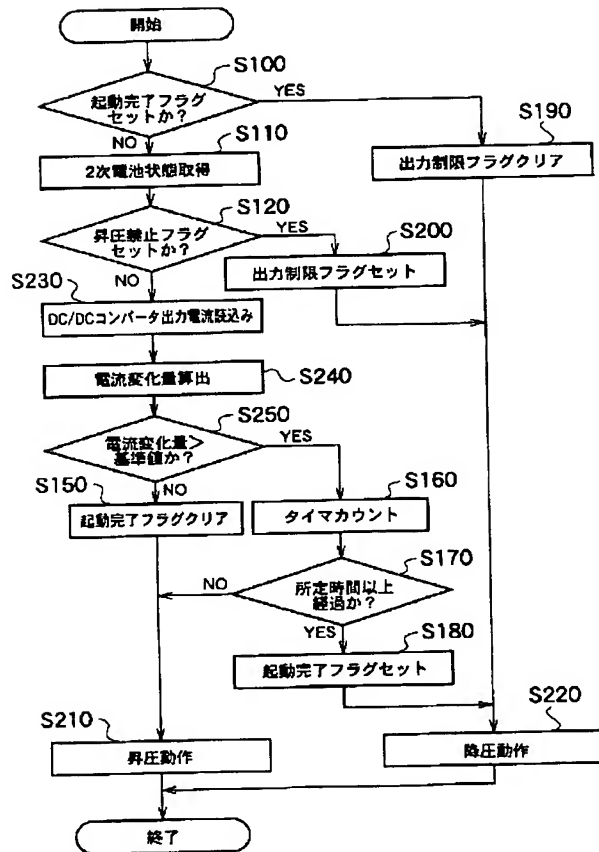 開始
S100
起動完了フラグ
セットか?
YES
NO
S110
S190
2次電池状態取得
出力制限フラグクリア
S120
昇圧禁止フラグ
セットか?
YES
S200
NO
出力制限フラグセット
S230
DC/DCコンバータ出力電流読込み
電流変化量算出
S240
S250
電流変化量>
基準値か?
YES
S150
NO
S160
起動完了フラグクリア
タイマカウント
S170
NO
所定時間以上
経過か?
YES
S180
起動完了フラグセット
S210
S220
昇圧動作
降圧動作
終了